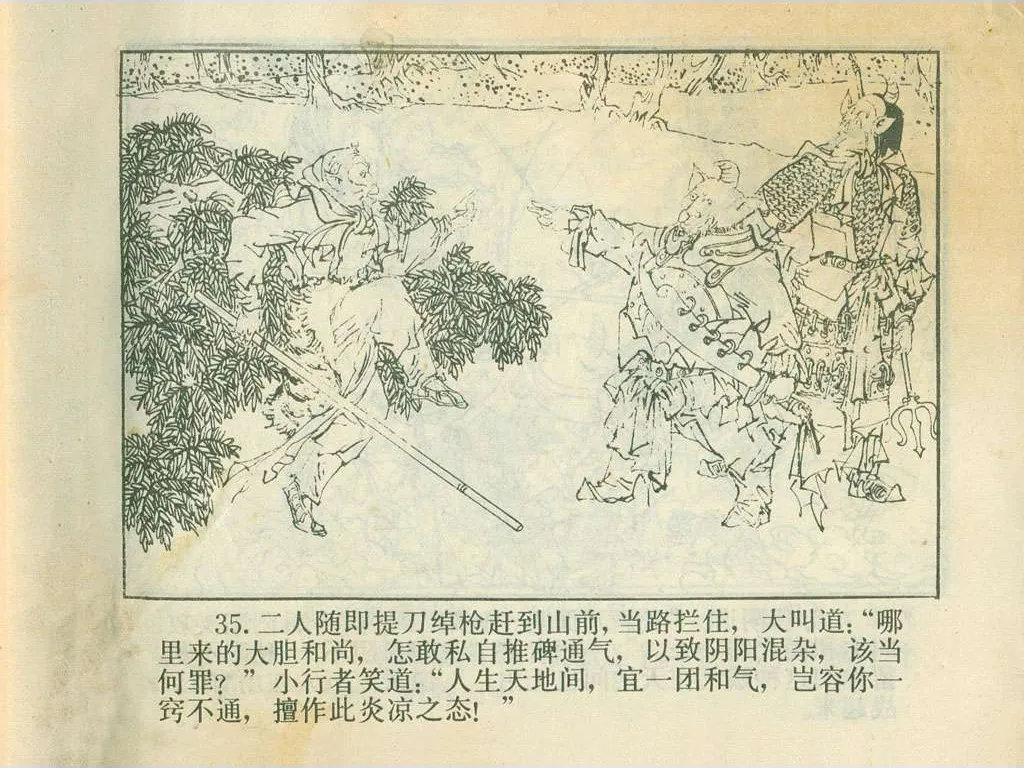 35. 二人随即提刀绰枪赶到山前，当路拦住，大叫道：“哪
里来的大胆和尚，怎敢私自推碑通气，以致阴阳混杂，该当
何罪？”小行者笑道：“人生天地间，宜一团和气，岂容你一
窍不通，擅作此炎凉之态！”